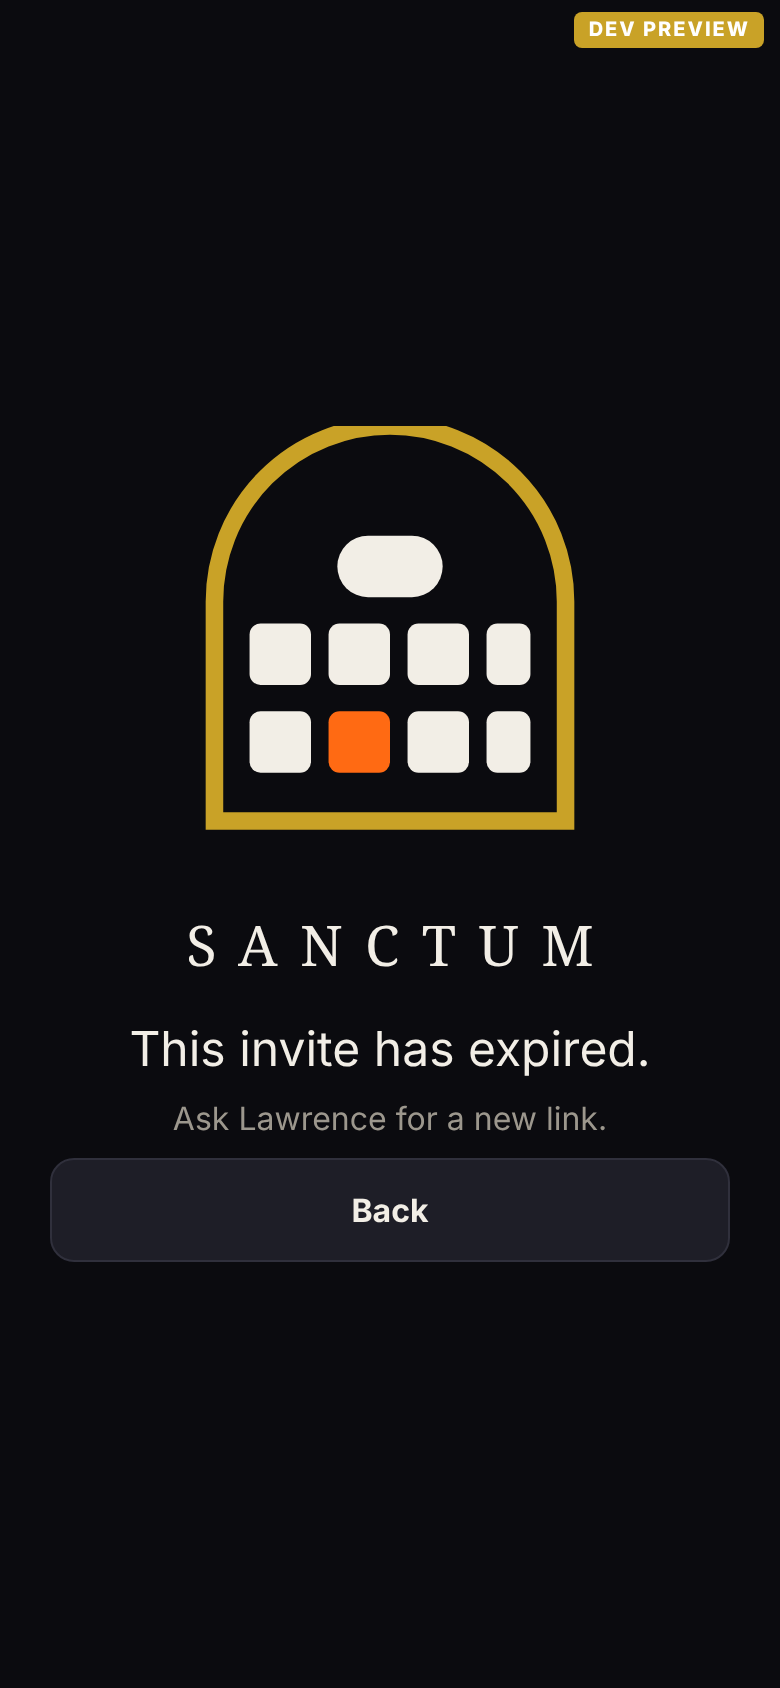 DEV PREVIEW
SANCTUM
This invite has expired.
Ask Lawrence for a new link.
Back